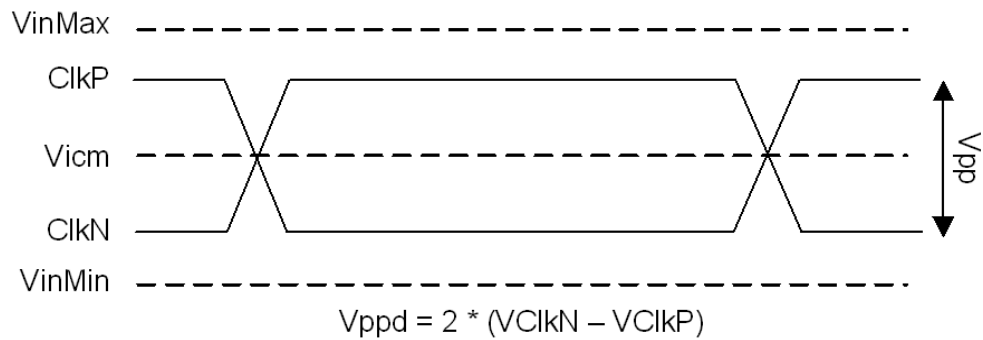 VinMax
ClkP
Vicm
Vpp
ClkN
VinMin
Vppd = 2 * (VClkN – VClkP)